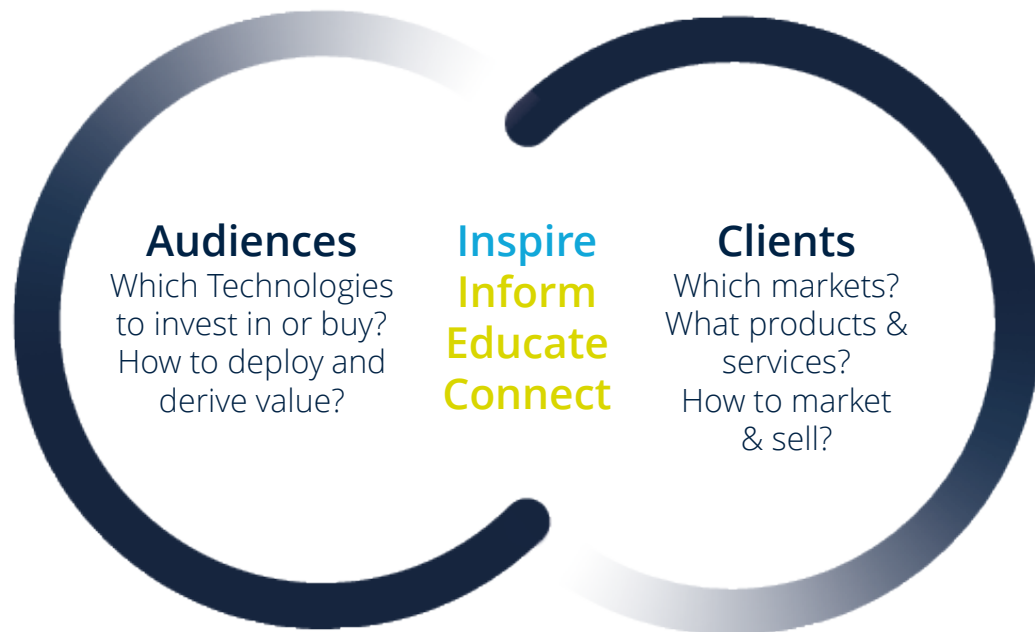 Audiences
Which Technologies
to invest in or buy?
How to deploy and
derive value?
Inspire
Inform
Educate
Connect
Clients
Which markets?
What products &
services?
How to market
& sell?